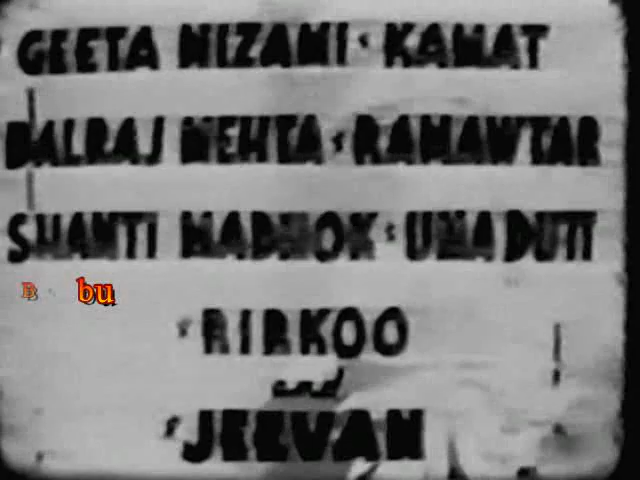 GEETA NIZAMI * KAMAT
BALRAJ MEHTA * RAMAWTAR
SHANTI MADHOK * UMA DUTT
bu
* RIRKOO
and
* JEEVAN